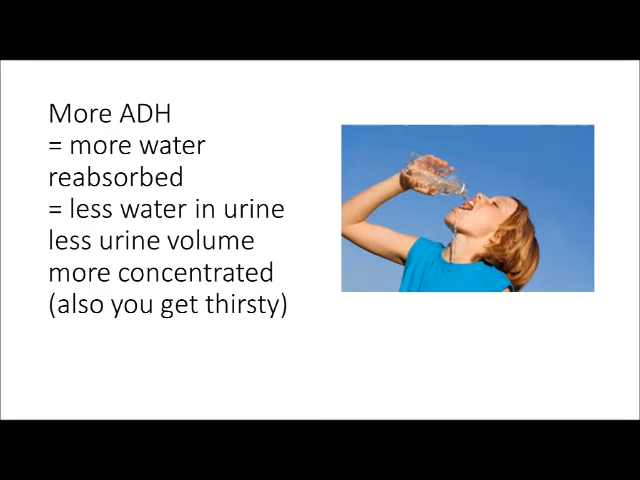 More ADH
= more water
reabsorbed
= less water in urine
less urine volume
more concentrated
(also you get thirsty)